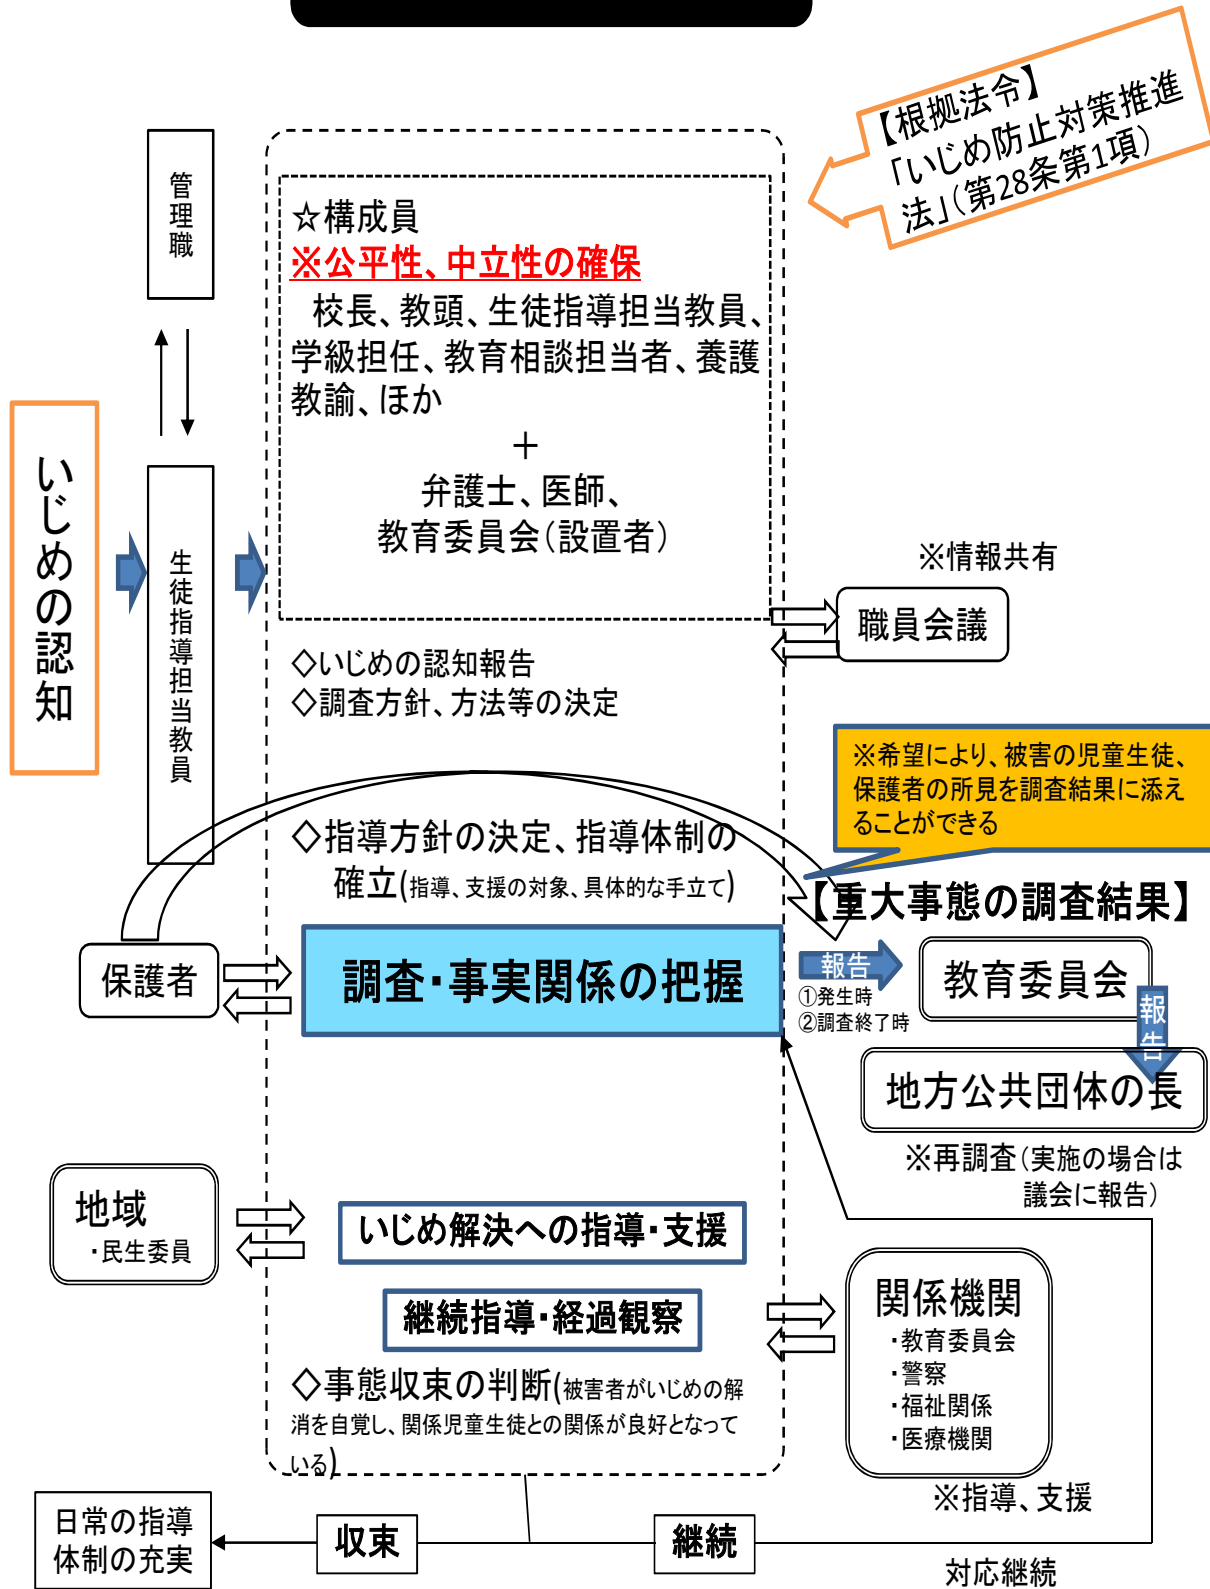 【根拠法令】
「いじめ防止対策推進
法」（第28条第1項）
管理職
☆構成員
※公平性、中立性の確保
校長、教頭、生徒指導担当教員、
学級担任、教育相談担当者、養護
教諭、ほか
＋
弁護士、医師、
教育委員会（設置者）
いじめの認知
生徒指導担当教員
※情報共有
職員会議
◇いじめの認知報告
◇調査方針、方法等の決定
※希望により、被害の児童生徒、
保護者の所見を調査結果に添え
ることができる
◇指導方針の決定、指導体制の
確立(指導、支援の対象、具体的な手立て)
【重大事態の調査結果】
保護者
調査・事実関係の把握
報告
①発生時
②調査終了時
教育委員会
報告
地方公共団体の長
※再調査（実施の場合は
議会に報告）
地域
・民生委員
いじめ解決への指導・支援
継続指導・経過観察
関係機関
・教育委員会
・警察
・福祉関係
・医療機関
◇事態収束の判断(被害者がいじめの解
消を自覚し、関係児童生徒との関係が良好となって
いる)
※指導、支援
日常の指導
体制の充実
収束
継続
対応継続